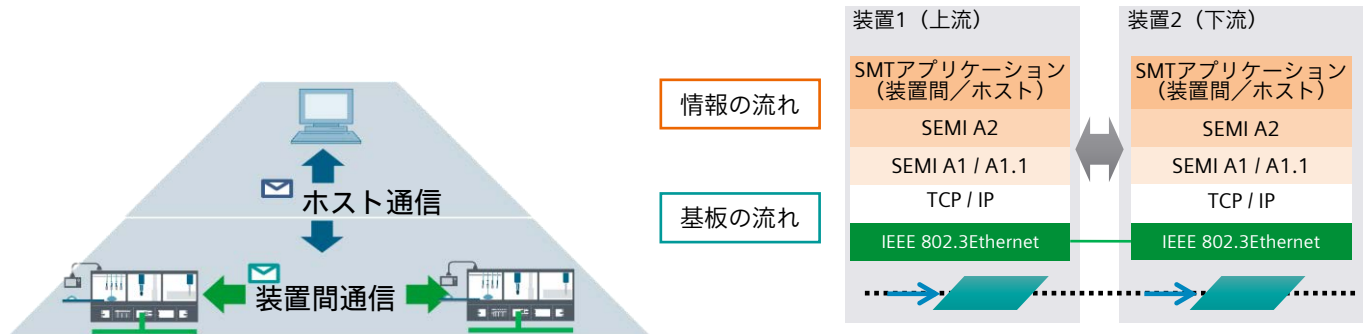 ホスト通信
装置間通信
情報の流れ
基板の流れ
装置1（上流）
SMTアプリケーション
（装置間／ホスト）
SEMI A2
SEMI A1 / A1.1
TCP / IP
IEEE 802.3Ethernet
装置2（下流）
SMTアプリケーション
（装置間／ホスト）
SEMI A2
SEMI A1 / A1.1
TCP / IP
IEEE 802.3Ethernet